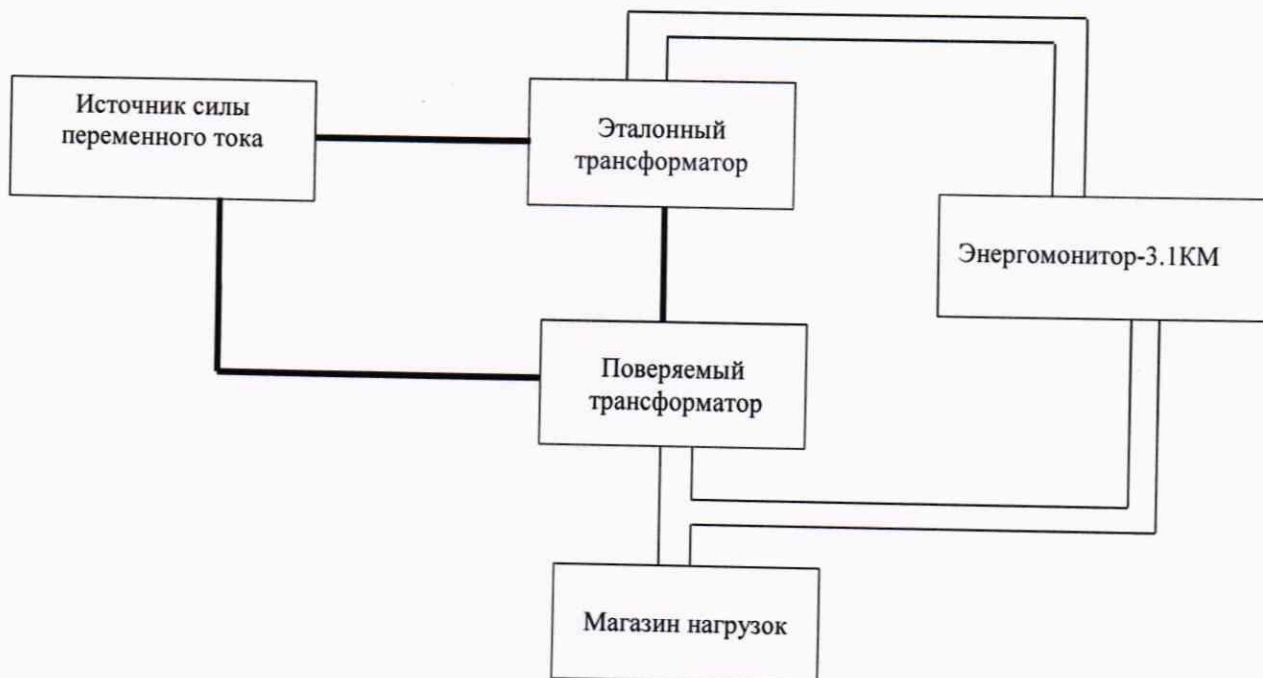 Источник силы
переменного тока
Эталонный
трансформатор
Энергомонитор-3.1КМ
Поверяемый
трансформатор
Магазин нагрузок